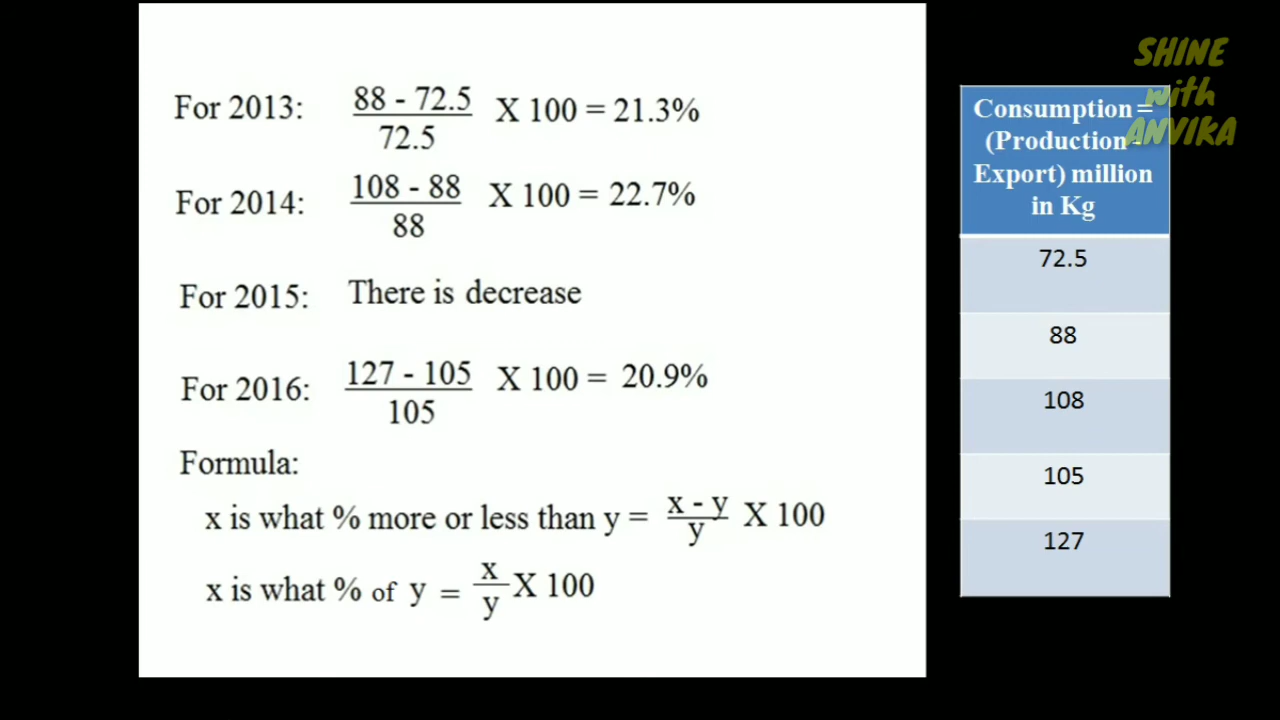 For 2013: 88 - 72.5 / 72.5 X 100 = 21.3%
For 2014: 108 - 88 / 88 X 100 = 22.7%
For 2015: There is decrease
For 2016: 127 - 105 / 105 X 100 = 20.9%
Formula:
x is what % more or less than y = x - y / y X 100
x is what % of y = x / y X 100
SHINE
with
ANVIKA
Consumption =
(Production -
Export) million
in Kg
72.5
88
108
105
127